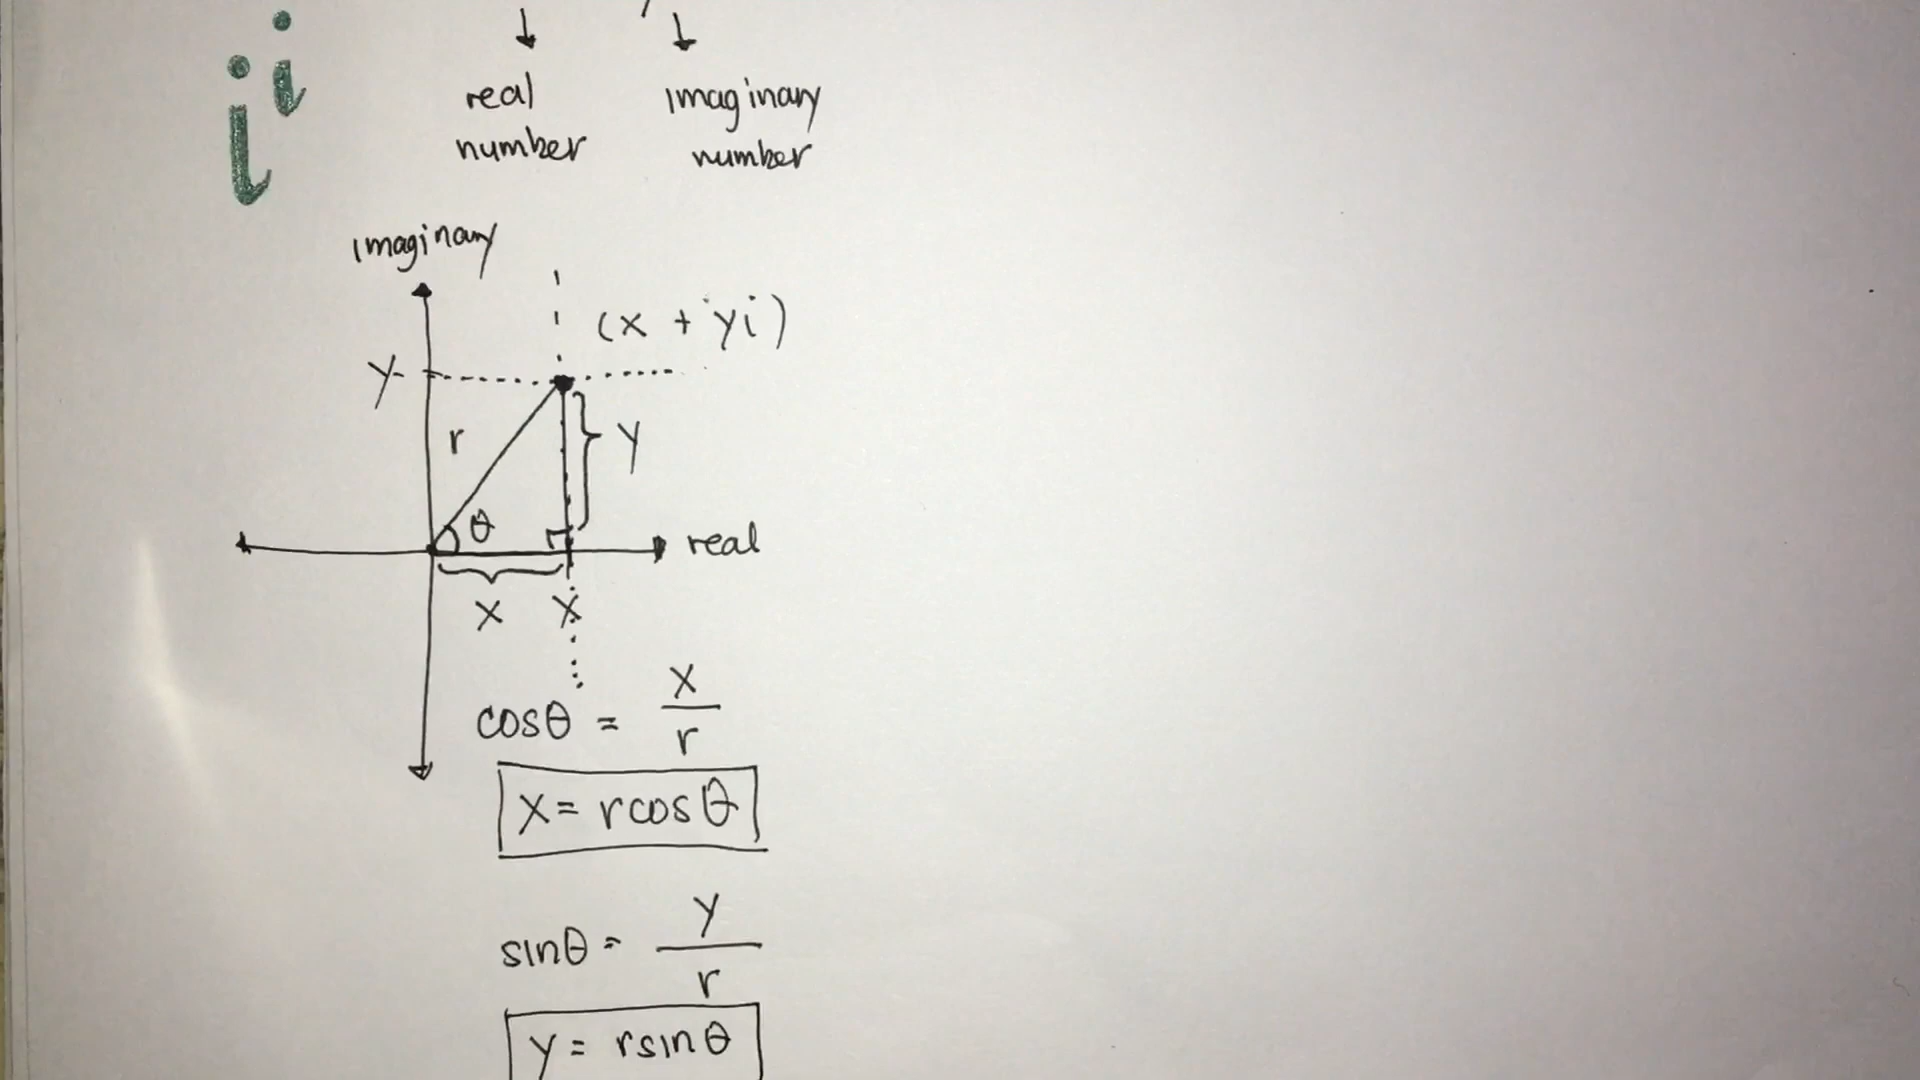 i^i
real number
imaginary number
imaginary
(x + yi)
y
r
y
θ
real
x
x
cosθ = x/r
x = rcosθ
sinθ = y/r
y = rsinθ